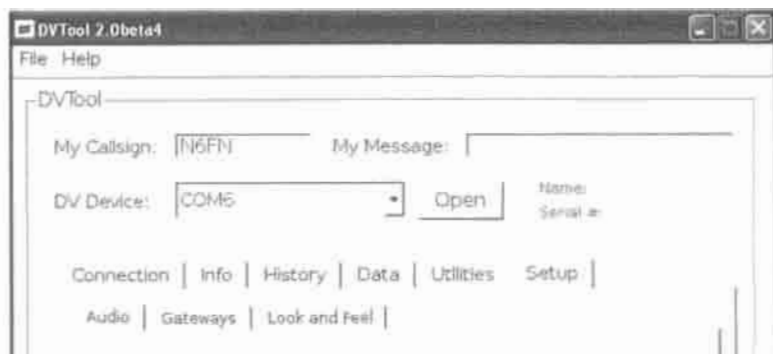 DVTool 2.0beta4
File Help
DVTool
My Callsign: N6FN My Message:
DV Device: COM6 Open Name:
Serial #:
Connection Info History Data Utilities Setup
Audio Gateways Look and Feel